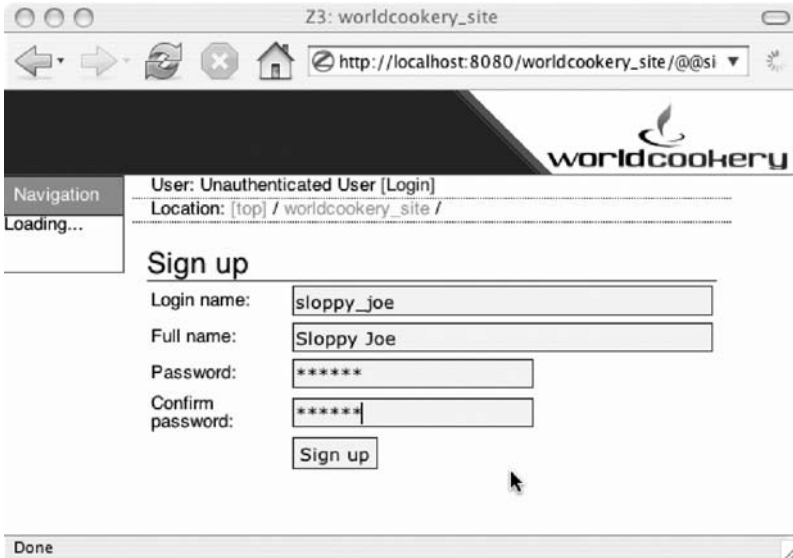 Z3: worldcookery_site
http://localhost:8080/worldcookery_site/@@si
worldcookery
Navigation
Loading...
User: Unauthenticated User [Login]
Location: [top] / worldcookery_site /
Sign up
Login name: sloppy_joe
Full name: Sloppy Joe
Password: ******
Confirm password: ******
Sign up
Done